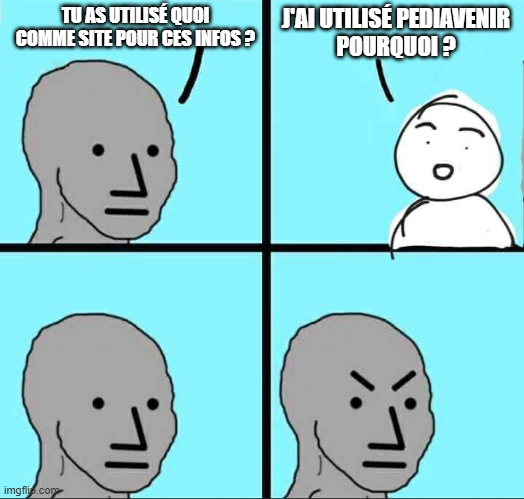 TU AS UTILISÉ QUOI
COMME SITE POUR CES INFOS ?
J'AI UTILISÉ PEDIAVENIR
POURQUOI ?
imgflip.com